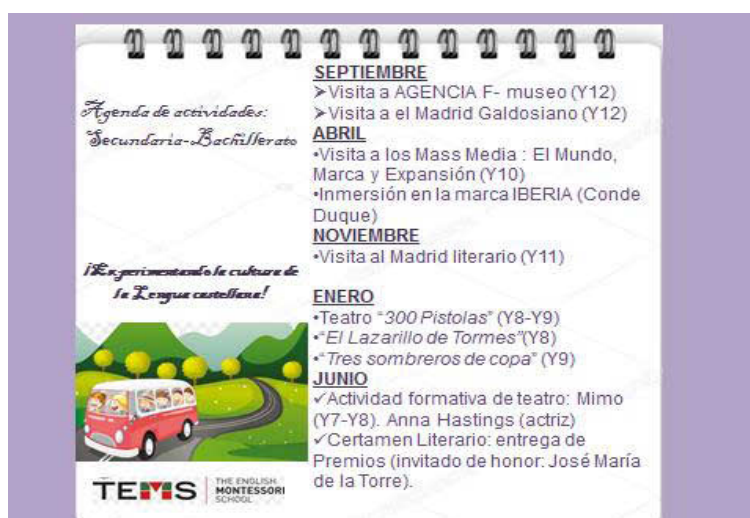 Agenda de actividades:
Secundaria-Bachillerato
¡Experimentando la cultura de
la Lengua castellana!
TEMS
THE ENGLISH
MONTESSORI
SCHOOL
SEPTIEMBRE
➢Visita a AGENCIA F- museo (Y12)
➢Visita a el Madrid Galdosiano (Y12)
ABRIL
•Visita a los Mass Media : El Mundo,
Marca y Expansión (Y10)
•Inmersión en la marca IBERIA (Conde
Duque)
NOVIEMBRE
•Visita al Madrid literario (Y11)
ENERO
•Teatro “300 Pistolas” (Y8-Y9)
•“El Lazarillo de Tormes”(Y8)
•“Tres sombreros de copa” (Y9)
JUNIO
✓Actividad formativa de teatro: Mimo
(Y7-Y8). Anna Hastings (actriz)
✓Certamen Literario: entrega de
Premios (invitado de honor: José María
de la Torre).